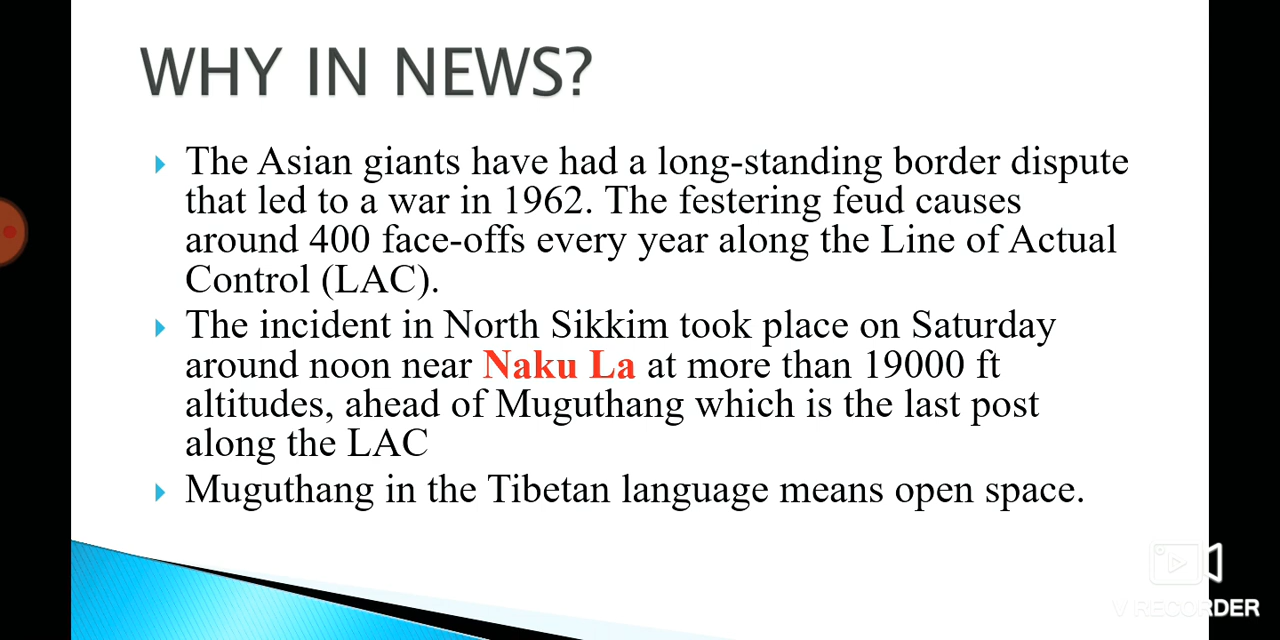 WHY IN NEWS?
The Asian giants have had a long-standing border dispute
that led to a war in 1962. The festering feud causes
around 400 face-offs every year along the Line of Actual
Control (LAC).
The incident in North Sikkim took place on Saturday
around noon near Naku La at more than 19000 ft
altitudes, ahead of Muguthang which is the last post
along the LAC
Muguthang in the Tibetan language means open space.
V RECORDER